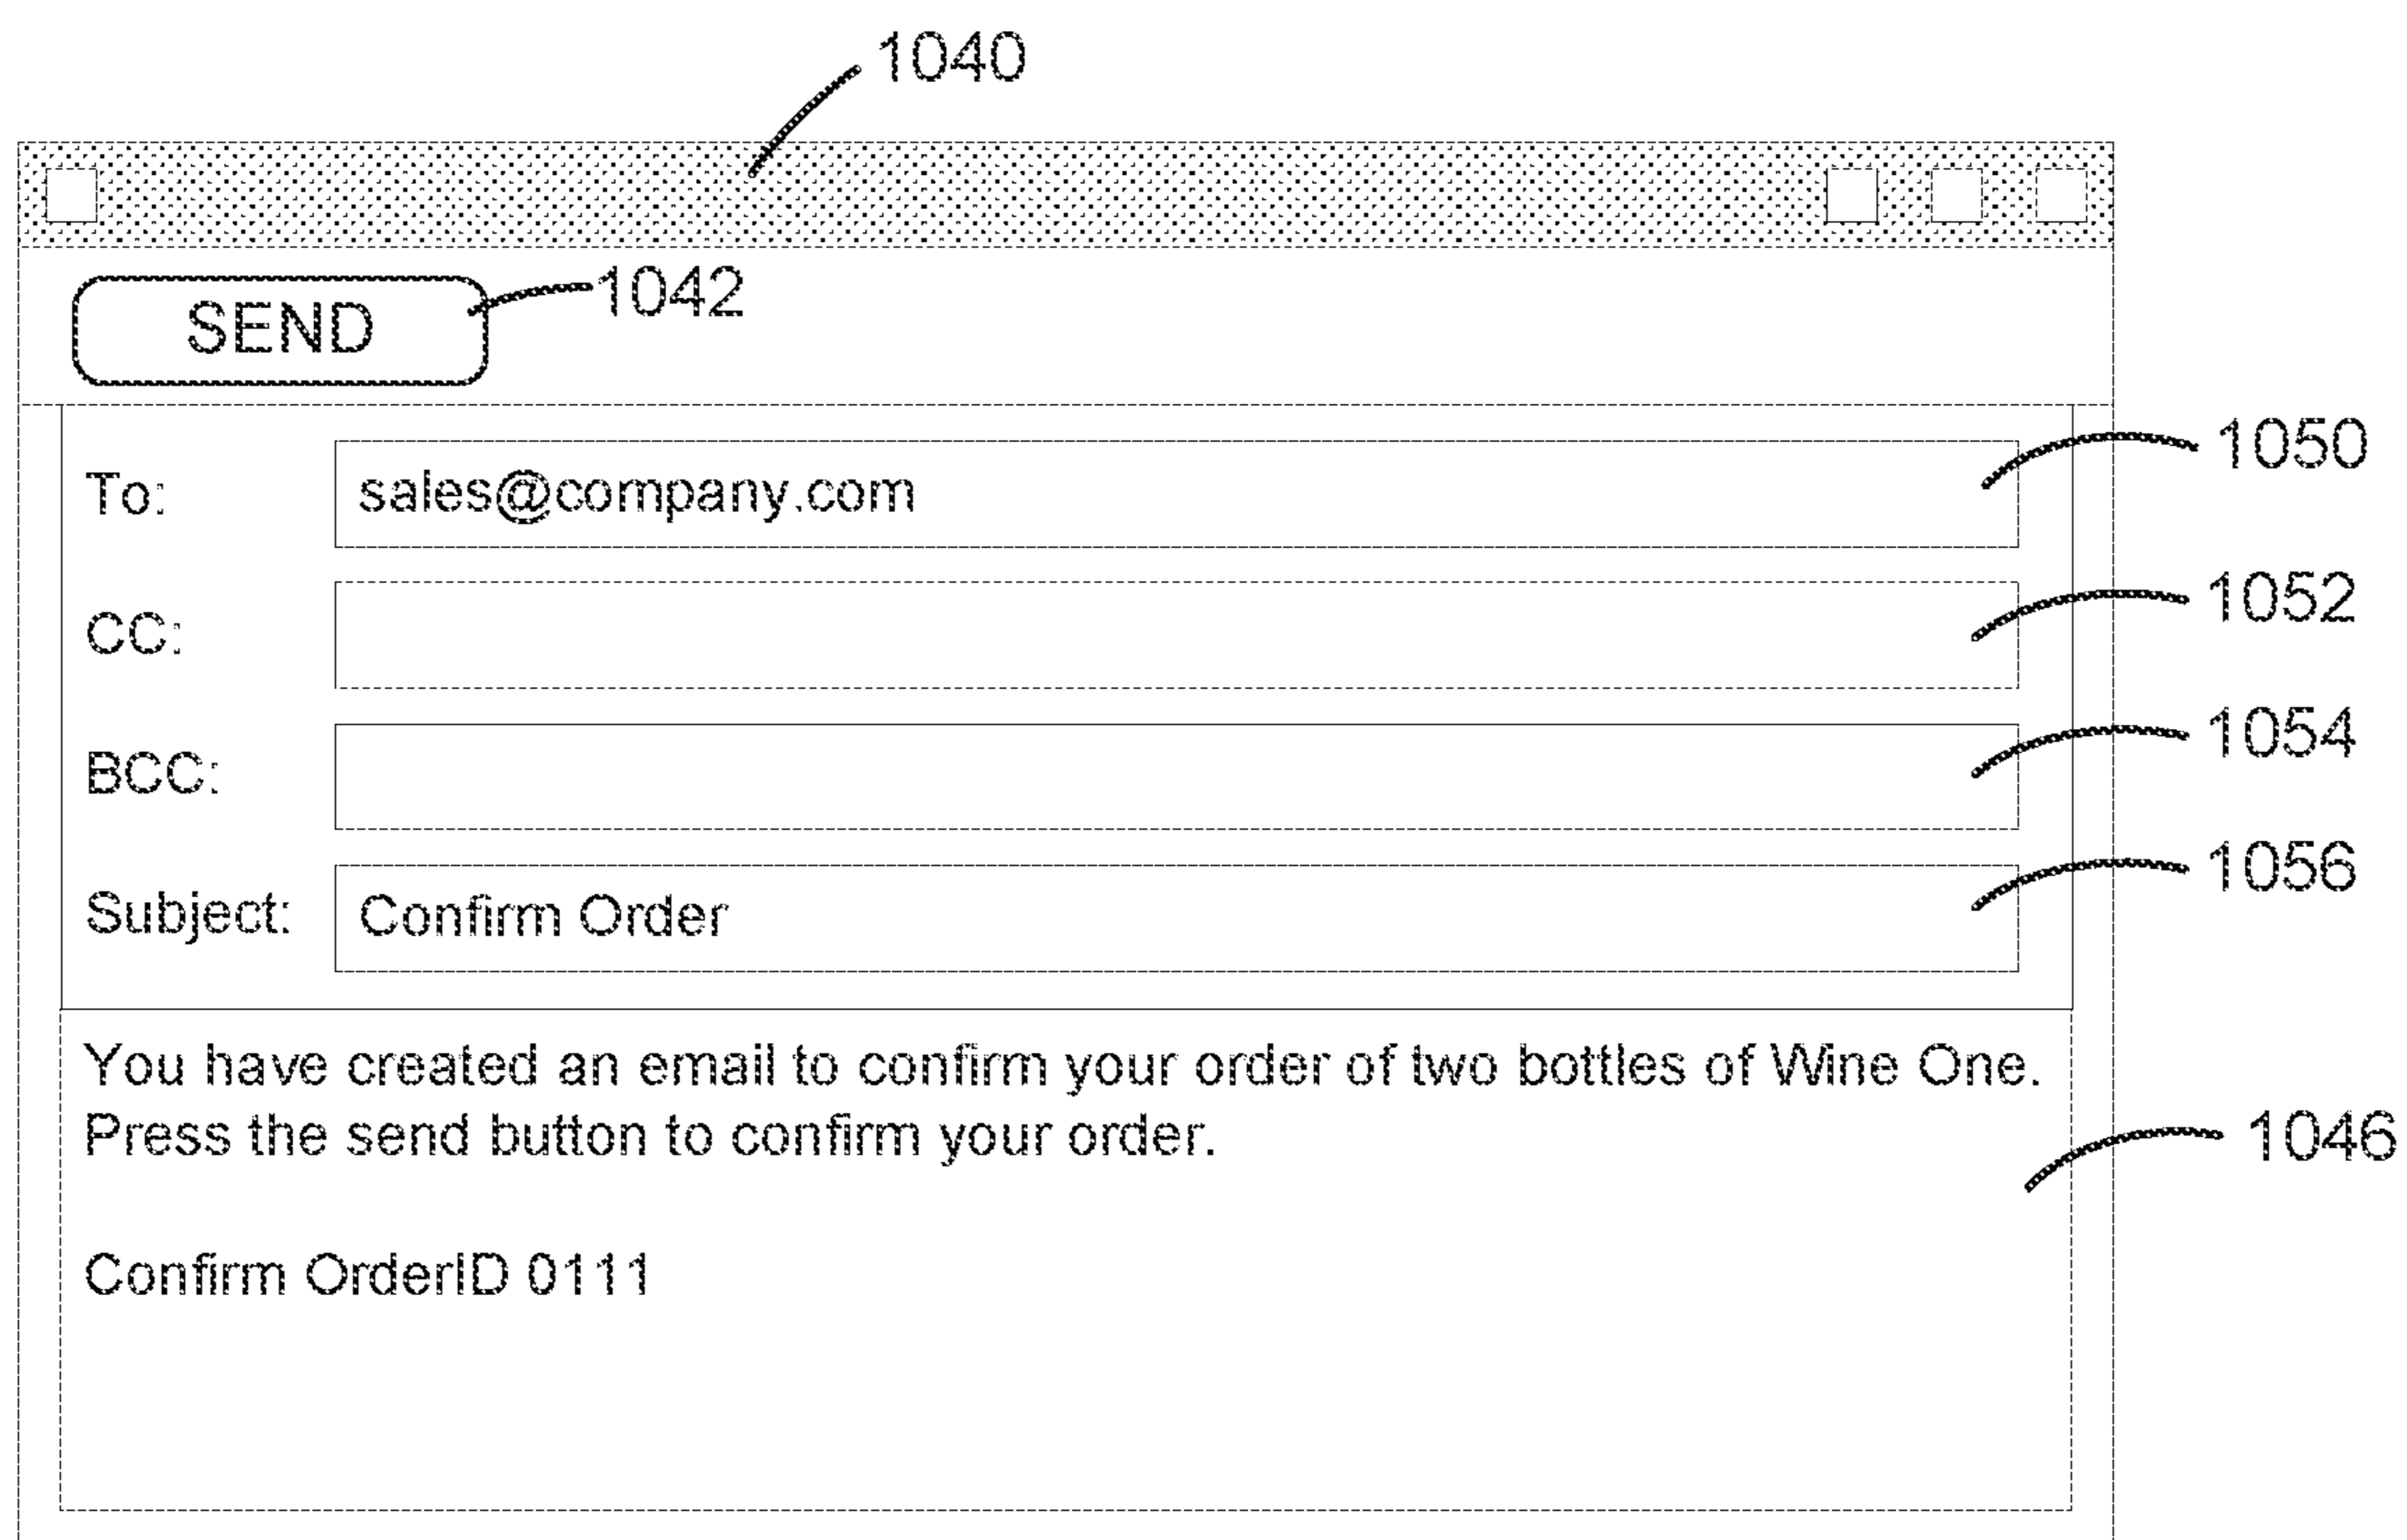 1040
SEND 1042
To: sales@company.com 1050
CC: 1052
BCC: 1054
Subject: Confirm Order 1056
You have created an email to confirm your order of two bottles of Wine One.
Press the send button to confirm your order.
1046
Confirm OrderID 0111